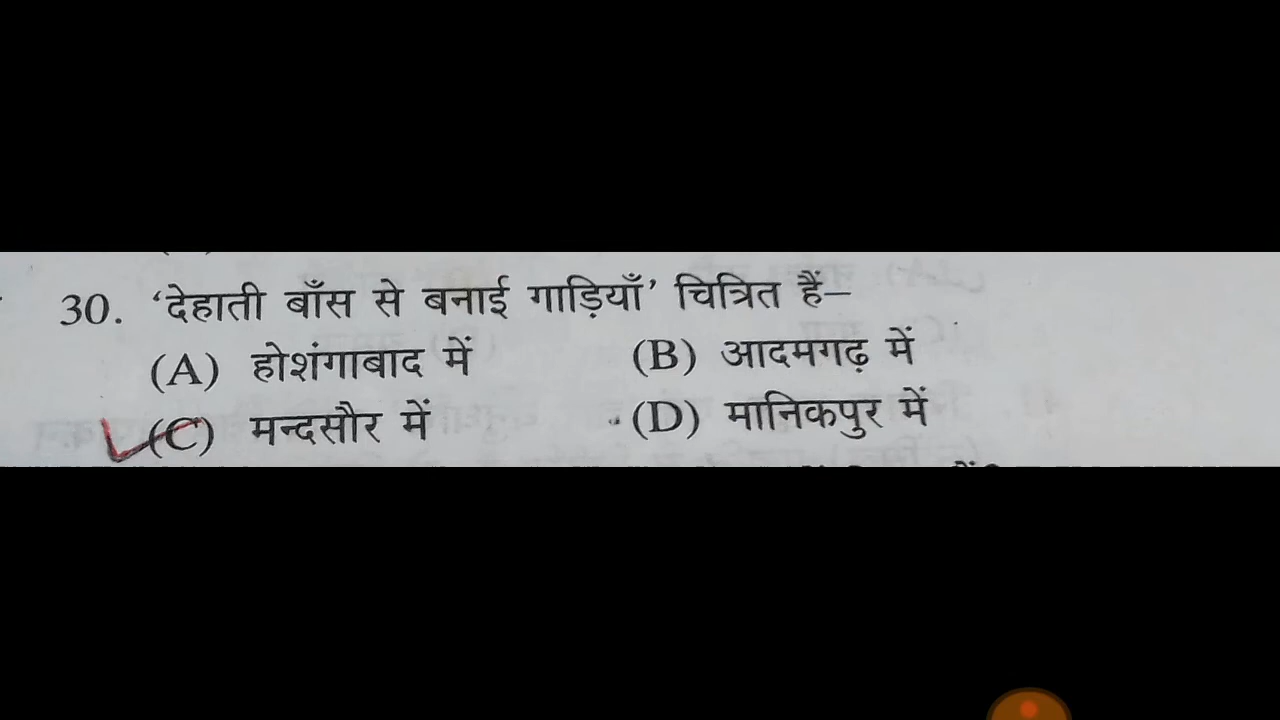 30. ‘देहाती बाँस से बनाई गाड़ियाँ’ चित्रित हैं–
(A) होशंगाबाद में (B) आदमगढ़ में
(C) मन्दसौर में (D) मानिकपुर में